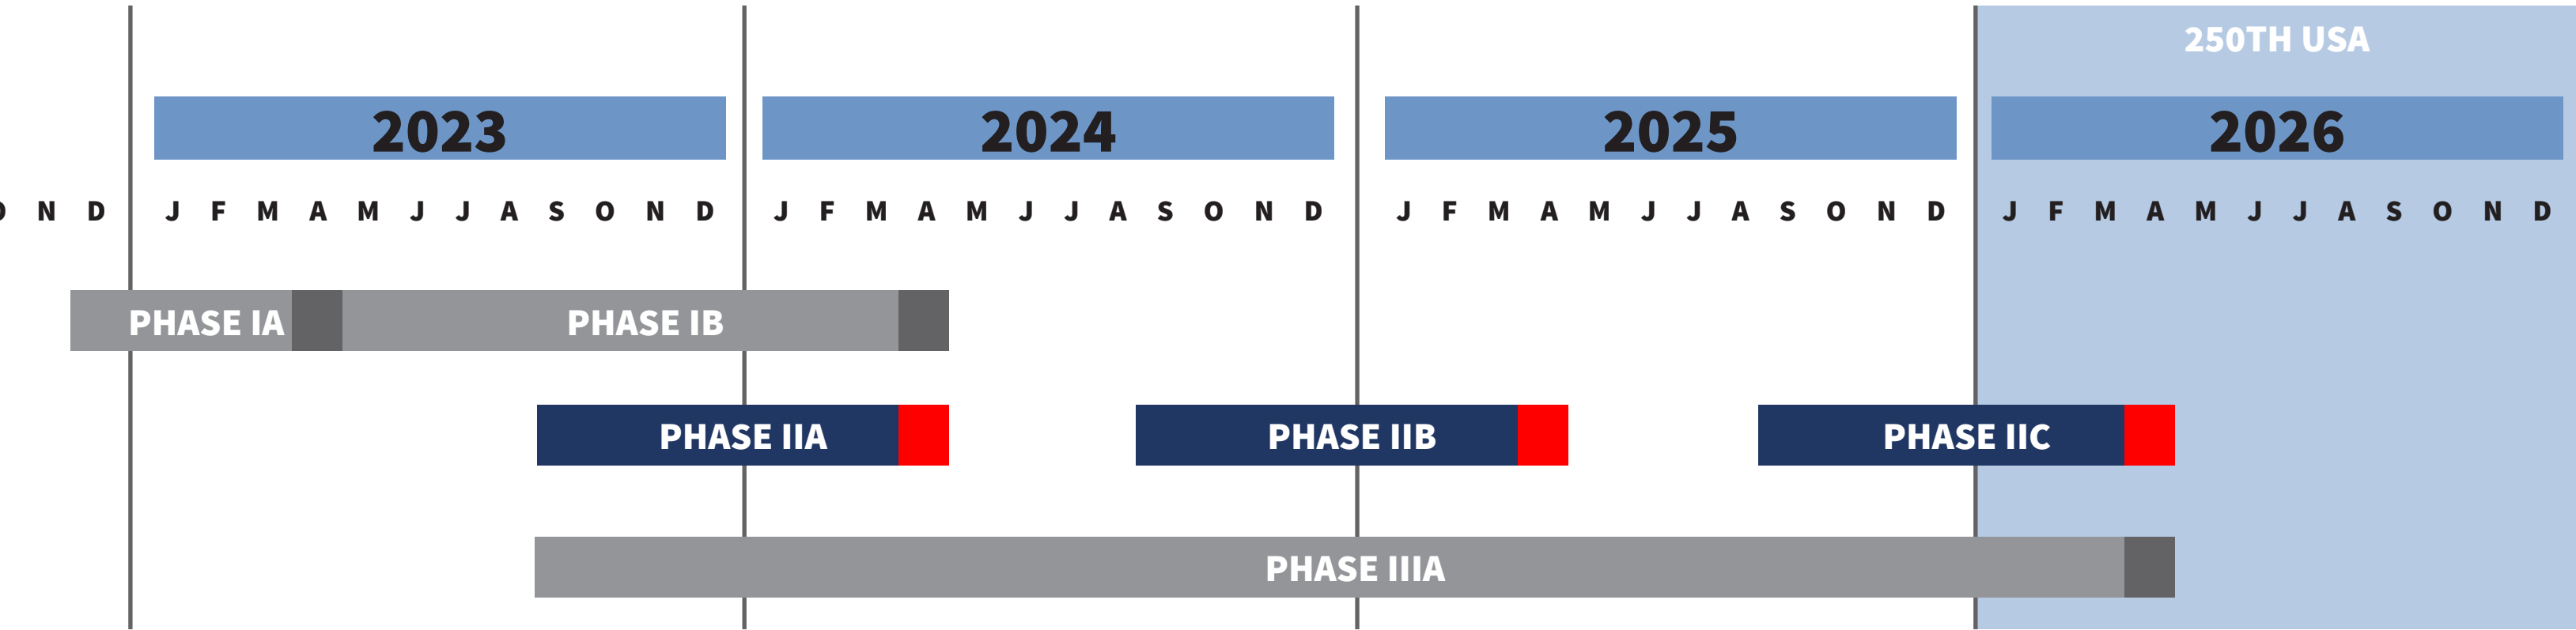 250TH USA
2023 2024 2025 2026
N D J F M A M J J A S O N D J F M A M J J A S O N D J F M A M J J A S O N D J F M A M J J A S O N D
PHASE IA PHASE IB
PHASE IIA PHASE IIB PHASE IIC
PHASE IIIA